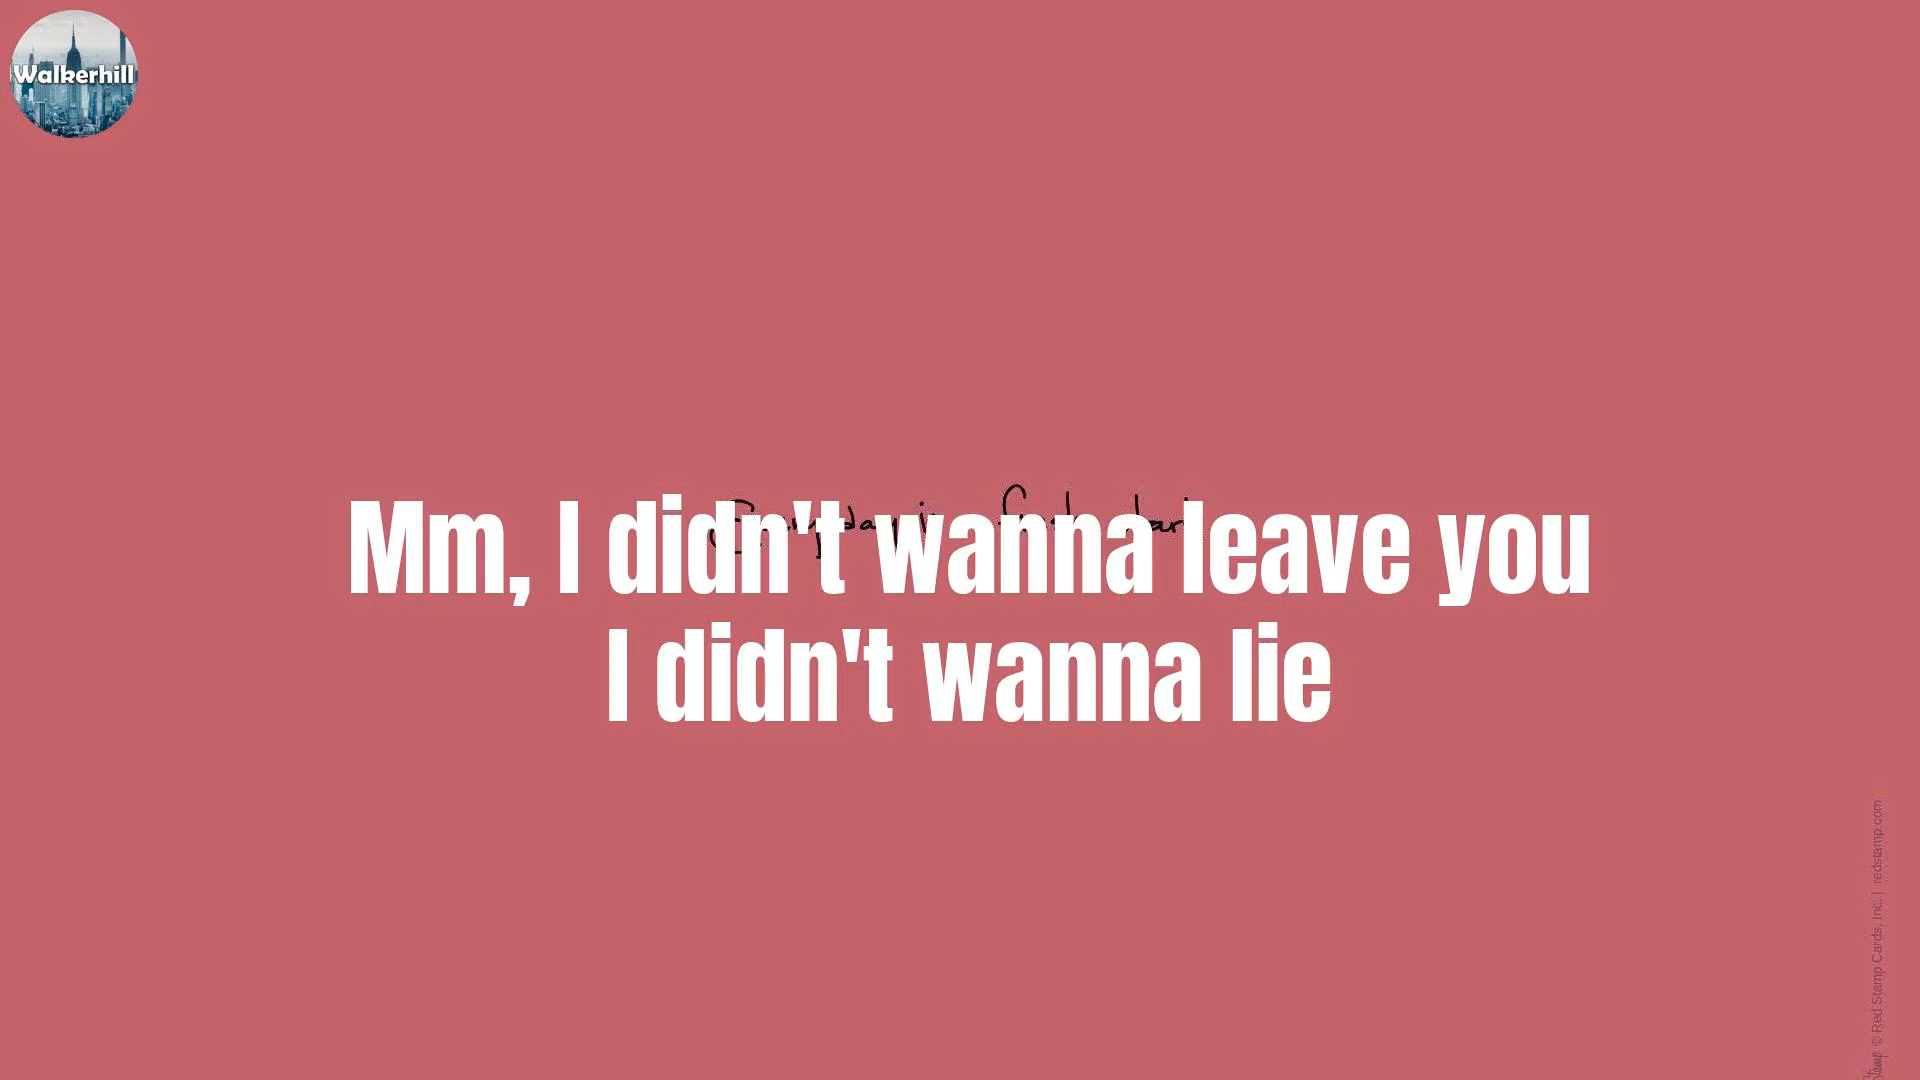 Walkerhill
Mm, I didn't wanna leave you
I didn't wanna lie
© Red Stamp Cards, Inc. | redstamp.com